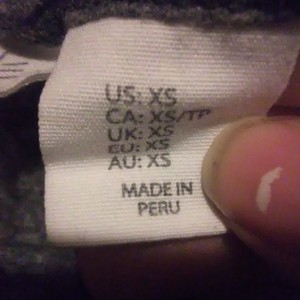 US: XS
CA: XS/TP
UK: XS
EU: XS
AU: XS
MADE IN
PERU